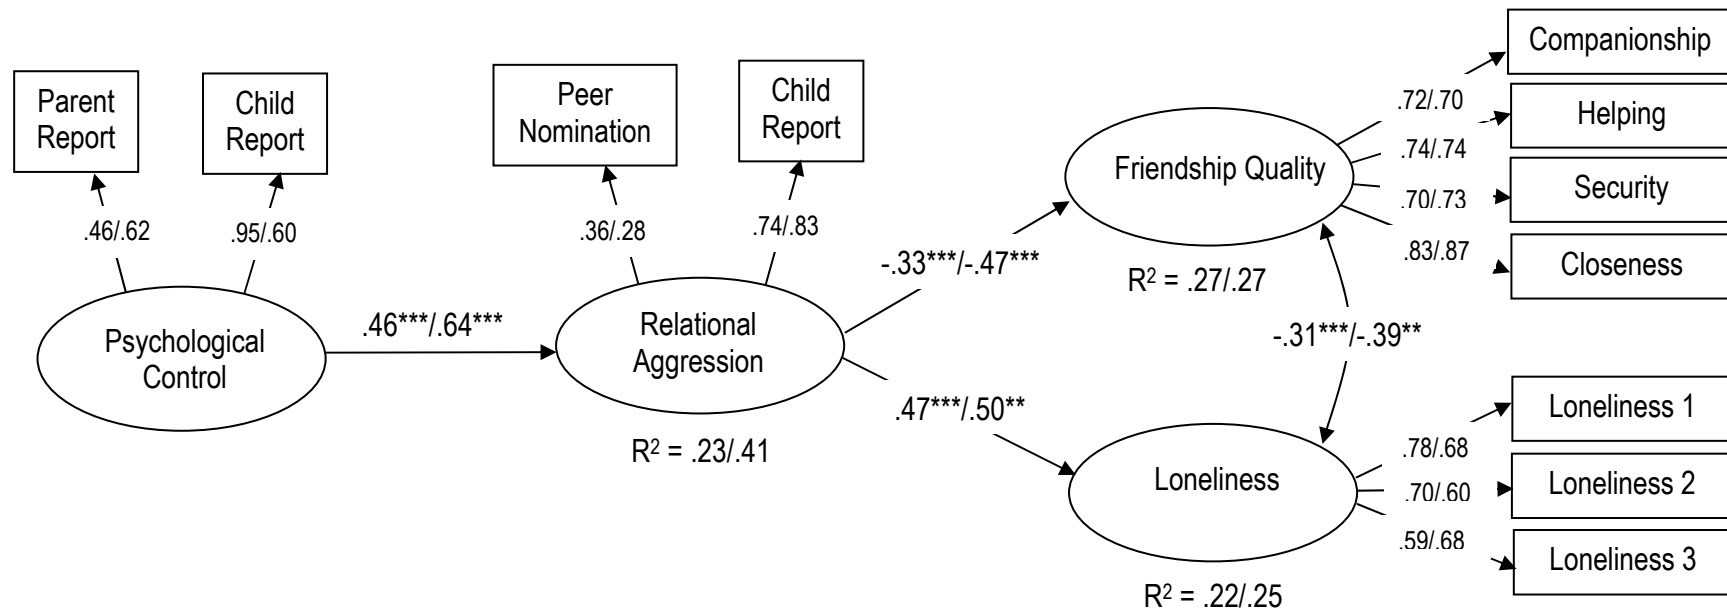 Parent
Report
Child
Report
.46/.62
.95/.60
Psychological
Control
.46***/.64***
Peer
Nomination
Child
Report
.36/.28
.74/.83
Relational
Aggression
R² = .23/.41
-.33***/-.47***
.47***/.50**
Friendship Quality
R² = .27/.27
-.31***/-.39**
Loneliness
R² = .22/.25
.72/.70
.74/.74
.70/.73
.83/.87
Companionship
Helping
Security
Closeness
.78/.68
.70/.60
.59/.68
Loneliness 1
Loneliness 2
Loneliness 3